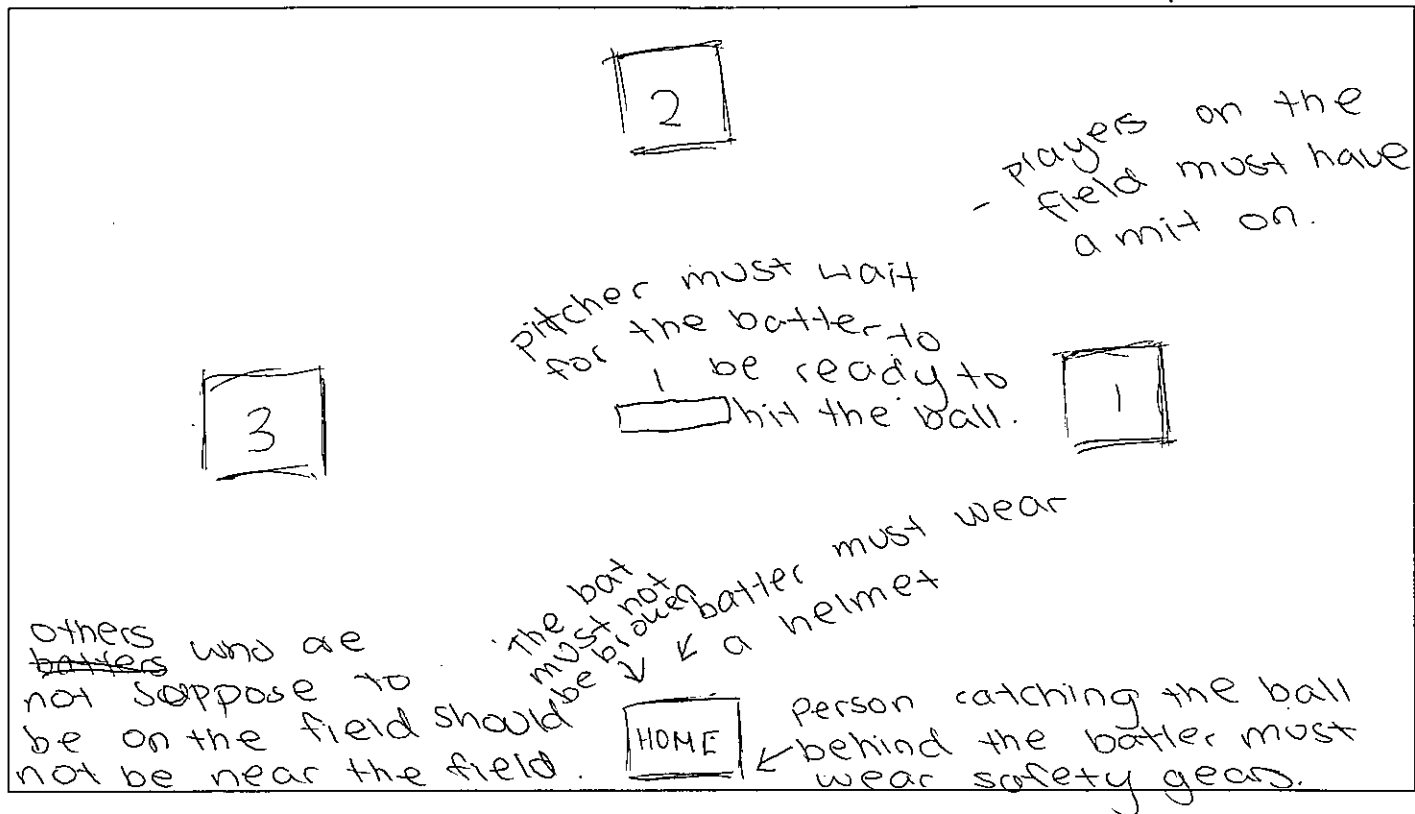 2
- players on the
field must have
a mit on.
pitcher must wait
for the batter to
1 be ready to
hit the ball.
3
1
The bat
must not
be broken
batter must wear
a helmet
others ~~batters~~ who are
not soppose to
be on the field should
not be near the field.
HOME
Person catching the ball
behind the batter must
wear safety gears.